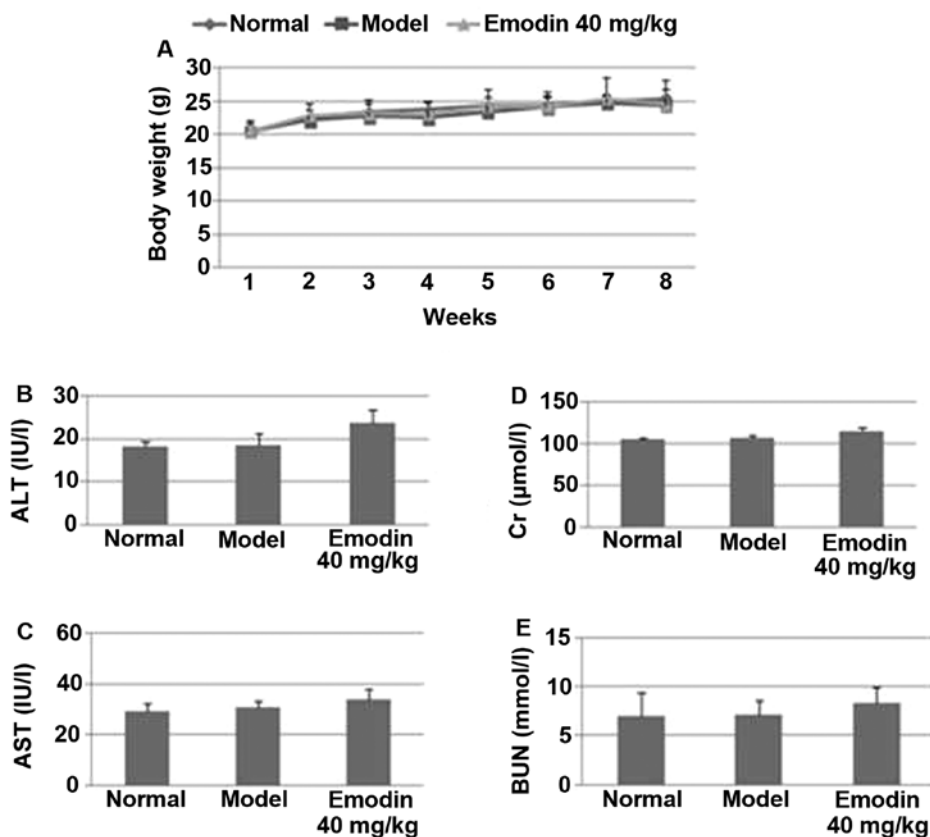 Normal Model Emodin 40 mg/kg
A
30
25
20
15
10
5
0
Body weight (g)
1 2 3 4 5 6 7 8
Weeks
B
30
20
10
0
ALT (IU/l)
Normal Model Emodin
40 mg/kg
D
150
100
50
0
Cr (μmol/l)
Normal Model Emodin
40 mg/kg
C
60
40
20
0
AST (IU/l)
Normal Model Emodin
40 mg/kg
E
15
10
5
0
BUN (mmol/l)
Normal Model Emodin
40 mg/kg